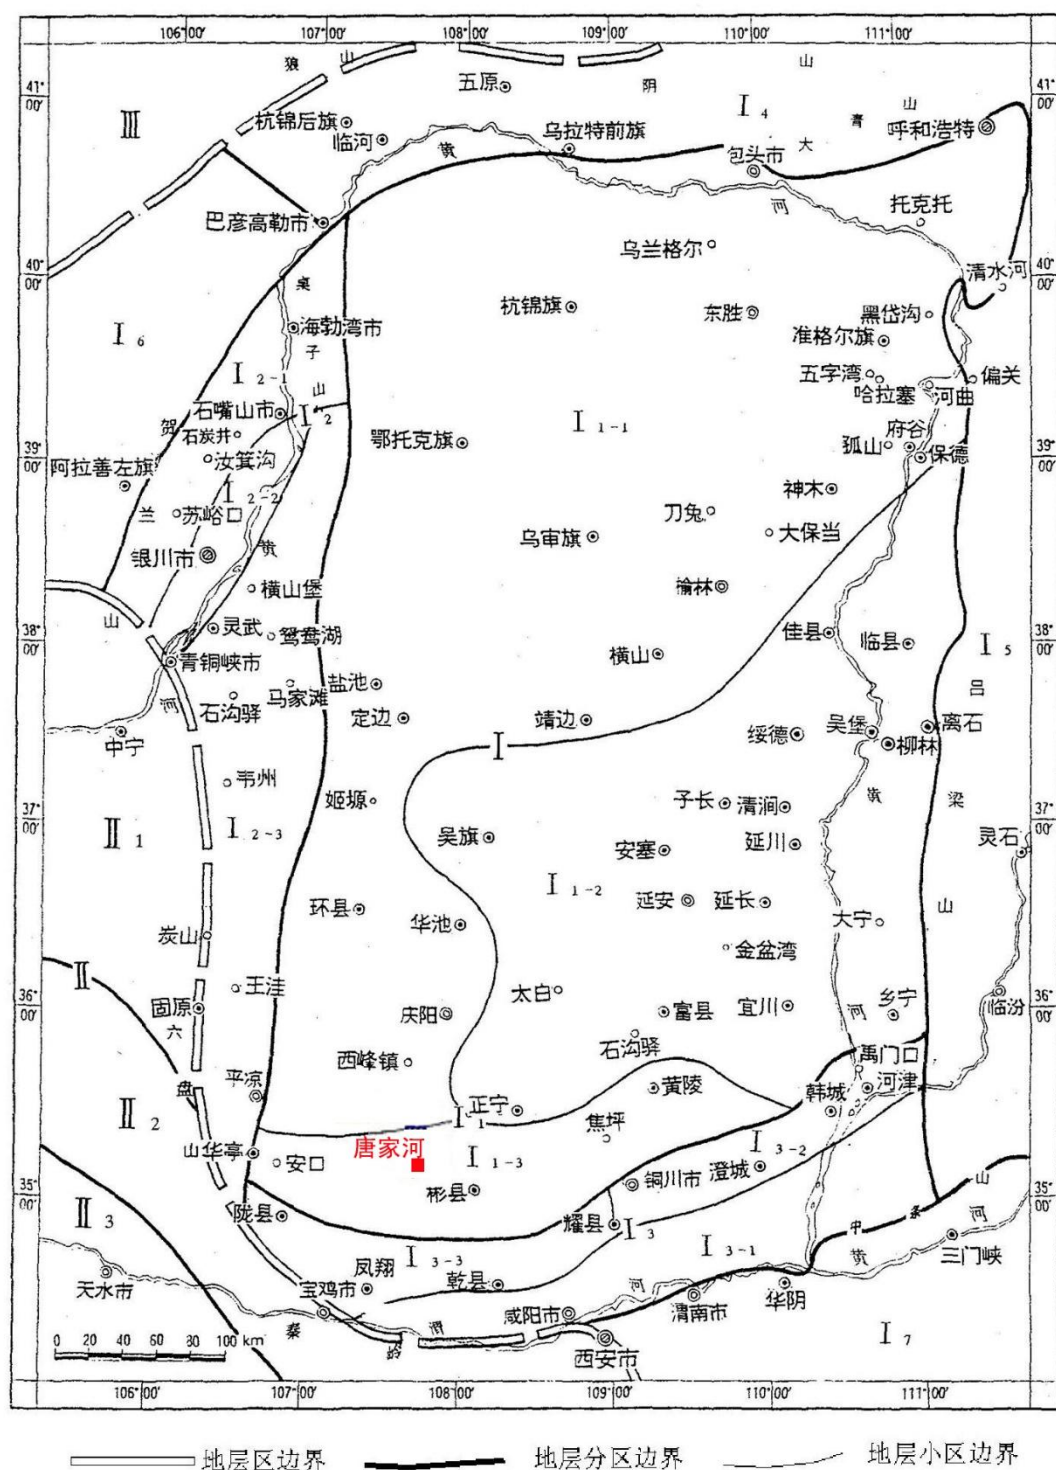 106°00′ 107°00′ 108°00′ 109°00′ 110°00′ 111°00′
狼 山 五原 阴 山
41°00′ 41°00′
Ⅲ 杭锦后旗 临河 黄 乌拉特前旗 Ⅰ4 大 青 山 呼和浩特
包头市
巴彦高勒市 河 托克托
乌兰格尔
40°00′ 清水河 40°00′
桌 杭锦旗 东胜 黑岱沟
Ⅰ6 海勃湾市 准格尔旗
子 五字湾 偏关
Ⅰ2-1 山 哈拉塞 河曲
石嘴山市 Ⅰ2
贺 石炭井 鄂托克旗 Ⅰ1-1 府谷
39°00′ 汝箕沟 孤山 保德 39°00′
阿拉善左旗
Ⅰ2-2 神木
兰 苏峪口 刀兔 大保当
银川市 黄 乌审旗
横山堡 榆林
山 灵武 鸳鸯湖 佳县 临县 Ⅰ5
38°00′ 38°00′
青铜峡市 横山
河 石沟驿 马家滩 盐池 吕
中宁 定边 靖边 绥德 吴堡 离石
柳林
Ⅰ
韦州 姬塬 子长 清涧 黄 梁
37°00′ 37°00′
Ⅱ1 Ⅰ2-3 吴旗 安塞 延川 灵石
Ⅰ1-2
环县 华池 延安 延长
炭山 大宁 山
金盆湾
Ⅱ 王洼 太白
36°00′ 固原 庆阳 富县 宜川 河 乡宁 临汾 36°00′
六 石沟驿
西峰镇 禹门口
平凉 黄陵 河津
盘 正宁 韩城
Ⅱ2 Ⅰ1 焦坪
唐家河
山 华亭 安口 Ⅰ1-3 Ⅰ3-2
彬县 铜川市 澄城
35°00′ 山 35°00′
Ⅱ3 陇县 耀县 Ⅰ3 中 条 河
Ⅰ3-3 Ⅰ3-1 黄 三门峡
天水市 凤翔
宝鸡市 乾县 河 华阴
秦 渭 咸阳市 渭南市
岭 西安市 Ⅰ7
0 20 40 60 80 100 km
106°00′ 107°00′ 108°00′ 109°00′ 110°00′ 111°00′
地层区边界 地层分区边界 地层小区边界